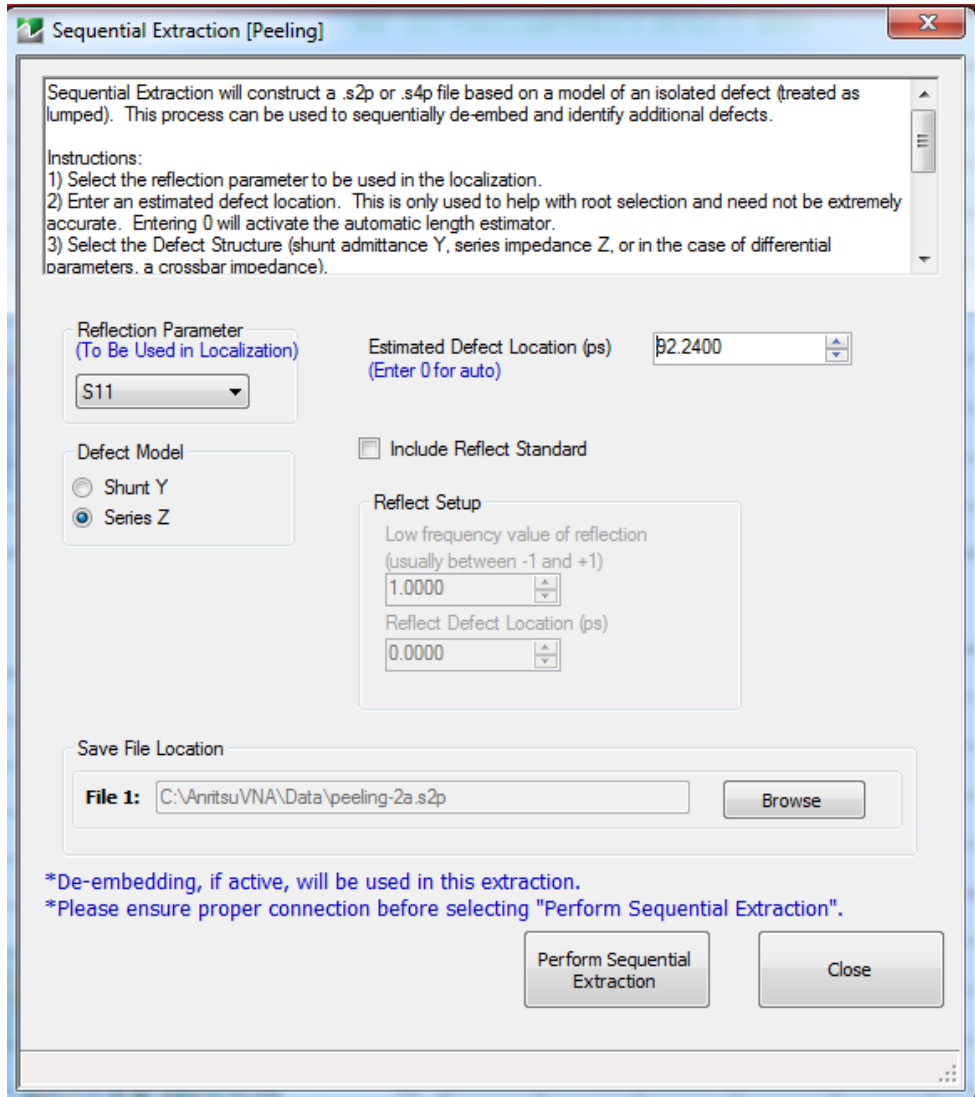 Sequential Extraction [Peeling]
Sequential Extraction will construct a .s2p or .s4p file based on a model of an isolated defect (treated as
lumped). This process can be used to sequentially de-embed and identify additional defects.
Instructions:
1) Select the reflection parameter to be used in the localization.
2) Enter an estimated defect location. This is only used to help with root selection and need not be extremely
accurate. Entering 0 will activate the automatic length estimator.
3) Select the Defect Structure (shunt admittance Y, series impedance Z, or in the case of differential
parameters, a crossbar impedance).
Reflection Parameter
(To Be Used in Localization)
S11
Estimated Defect Location (ps)
(Enter 0 for auto)
92.2400
Defect Model
Shunt Y
Series Z
Include Reflect Standard
Reflect Setup
Low frequency value of reflection
(usually between -1 and +1)
1.0000
Reflect Defect Location (ps)
0.0000
Save File Location
File 1: C:\AnritsuVNA\Data\peeling-2a.s2p Browse
*De-embedding, if active, will be used in this extraction.
*Please ensure proper connection before selecting "Perform Sequential Extraction".
Perform Sequential
Extraction
Close